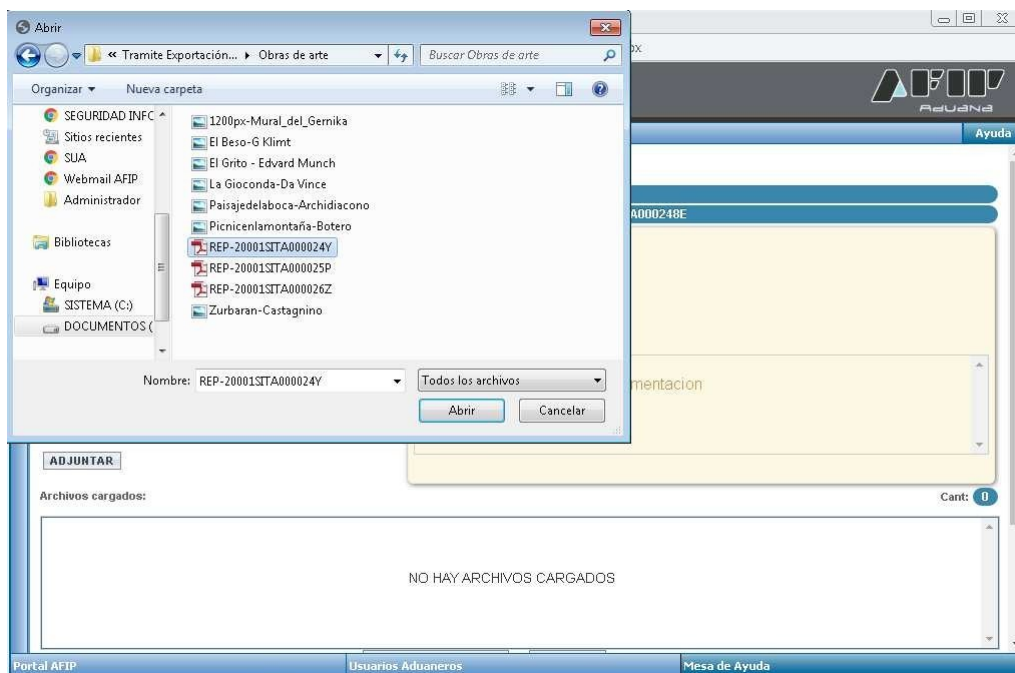 Abrir
« Tramite Exportación... ▸ Obras de arte
Buscar Obras de arte
Organizar ▾ Nueva carpeta
SEGURIDAD INFC
Sitios recientes
SUA
Webmail AFIP
Administrador
Bibliotecas
Equipo
SISTEMA (C:)
DOCUMENTOS (
1200px-Mural_del_Gernika
El Beso-G Klimt
El Grito - Edvard Munch
La Gioconda-Da Vince
Paisajedelaboca-Archidiacono
Picnicenlamontaña-Botero
REP-20001SITA000024Y
REP-20001SITA000025P
REP-20001SITA000026Z
Zurbaran-Castagnino
Nombre: REP-20001SITA000024Y
Todos los archivos
Abrir Cancelar
AFIP
ADUANA
Ayuda
A000248E
mentacion
ADJUNTAR
Archivos cargados: Cant: 0
NO HAY ARCHIVOS CARGADOS
Portal AFIP Usuarios Aduaneros Mesa de Ayuda